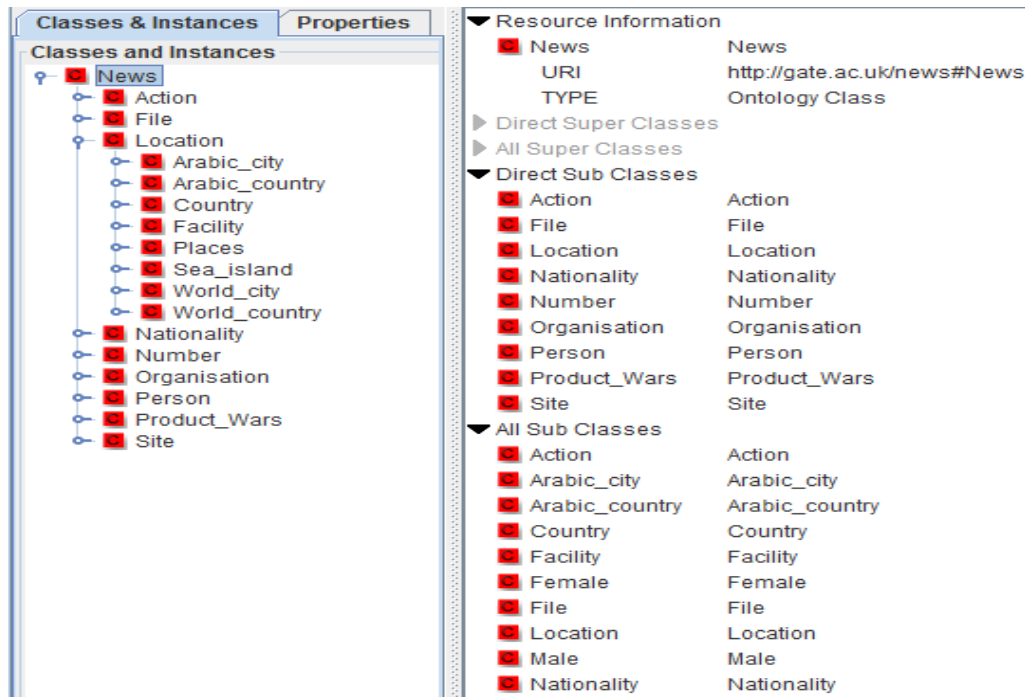 Classes & Instances
Properties
Classes and Instances
News
Action
File
Location
Arabic_city
Arabic_country
Country
Facility
Places
Sea_island
World_city
World_country
Nationality
Number
Organisation
Person
Product_Wars
Site
Resource Information
News News
URI http://gate.ac.uk/news#News
TYPE Ontology Class
Direct Super Classes
All Super Classes
Direct Sub Classes
Action Action
File File
Location Location
Nationality Nationality
Number Number
Organisation Organisation
Person Person
Product_Wars Product_Wars
Site Site
All Sub Classes
Action Action
Arabic_city Arabic_city
Arabic_country Arabic_country
Country Country
Facility Facility
Female Female
File File
Location Location
Male Male
Nationality Nationality